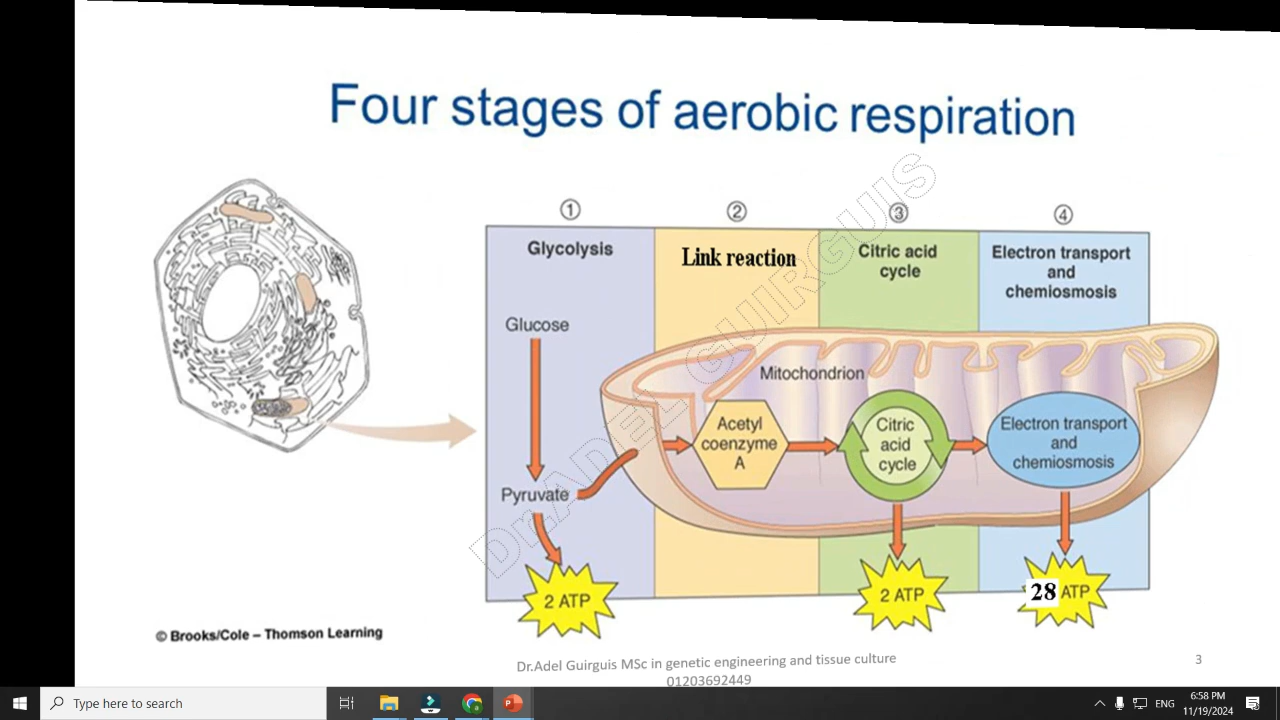 Four stages of aerobic respiration
①
②
③
④
Glycolysis
Link reaction
Citric acid
cycle
Electron transport
and
chemiosmosis
Glucose
Mitochondrion
Acetyl
coenzyme
A
Citric
acid
cycle
Electron transport
and
chemiosmosis
Pyruvate
2 ATP
2 ATP
28 ATP
Dr.ADEL GUIRGUIS
© Brooks/Cole – Thomson Learning
Dr.Adel Guirguis MSc in genetic engineering and tissue culture
01203692449
3
Type here to search
ENG
6:58 PM
11/19/2024